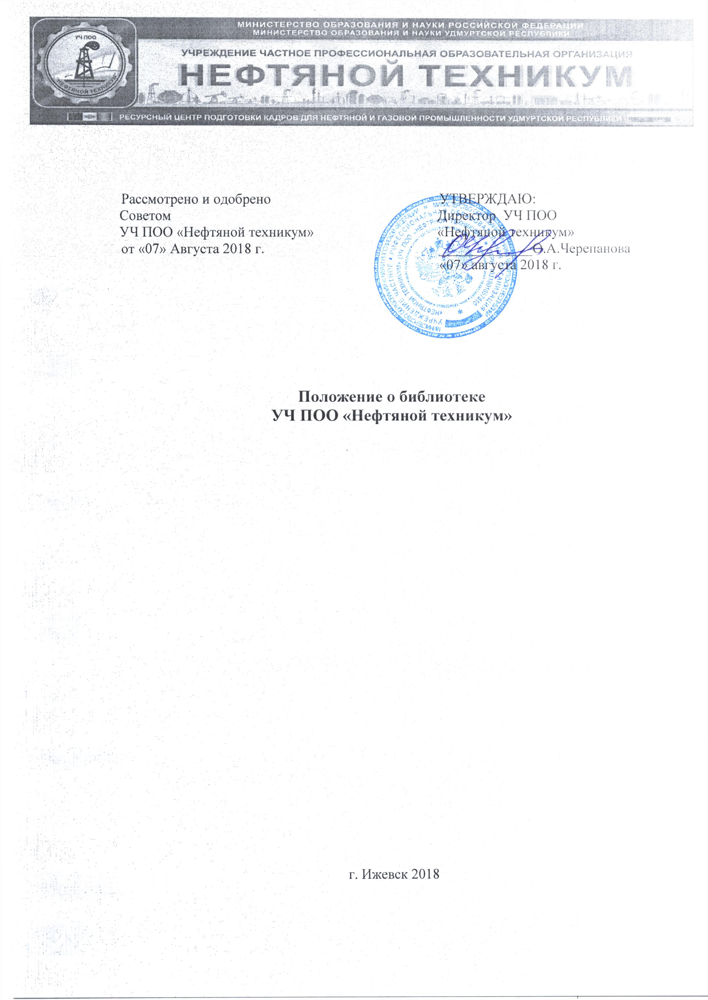 МИНИСТЕРСТВО ОБРАЗОВАНИЯ И НАУКИ РОССИЙСКОЙ ФЕДЕРАЦИИ
МИНИСТЕРСТВО ОБРАЗОВАНИЯ И НАУКИ УДМУРТСКОЙ РЕСПУБЛИКИ
УЧ ПОО
НЕФТЯНОЙ ТЕХНИКУМ
УЧРЕЖДЕНИЕ ЧАСТНОЕ ПРОФЕССИОНАЛЬНАЯ ОБРАЗОВАТЕЛЬНАЯ ОРГАНИЗАЦИЯ
НЕФТЯНОЙ ТЕХНИКУМ
РЕСУРСНЫЙ ЦЕНТР ПОДГОТОВКИ КАДРОВ ДЛЯ НЕФТЯНОЙ И ГАЗОВОЙ ПРОМЫШЛЕННОСТИ УДМУРТСКОЙ РЕСПУБЛИКИ
Рассмотрено и одобрено
Советом
УЧ ПОО «Нефтяной техникум»
от «07» Августа 2018 г.
УТВЕРЖДАЮ:
Директор УЧ ПОО
«Нефтяной техникум»
О.А.Черепанова
«07» августа 2018 г.
Положение о библиотеке
УЧ ПОО «Нефтяной техникум»
г. Ижевск 2018